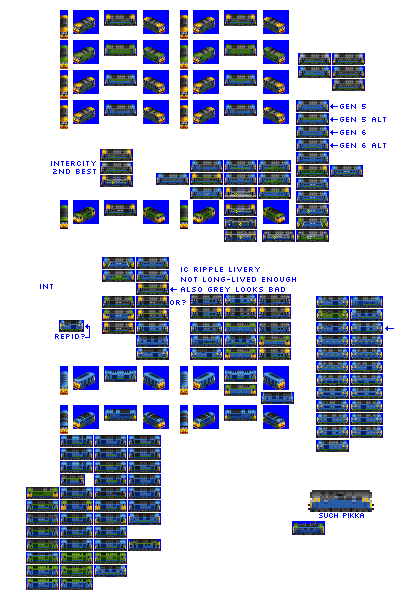 ←GEN 5
←GEN 5 ALT
←GEN 6
←GEN 6 ALT
INTERCITY
2ND BEST
IC RIPPLE LIVERY
NOT LONG-LIVED ENOUGH
INT
← ALSO GREY LOOKS BAD
OR?
REPID?
SUCH PIKKA